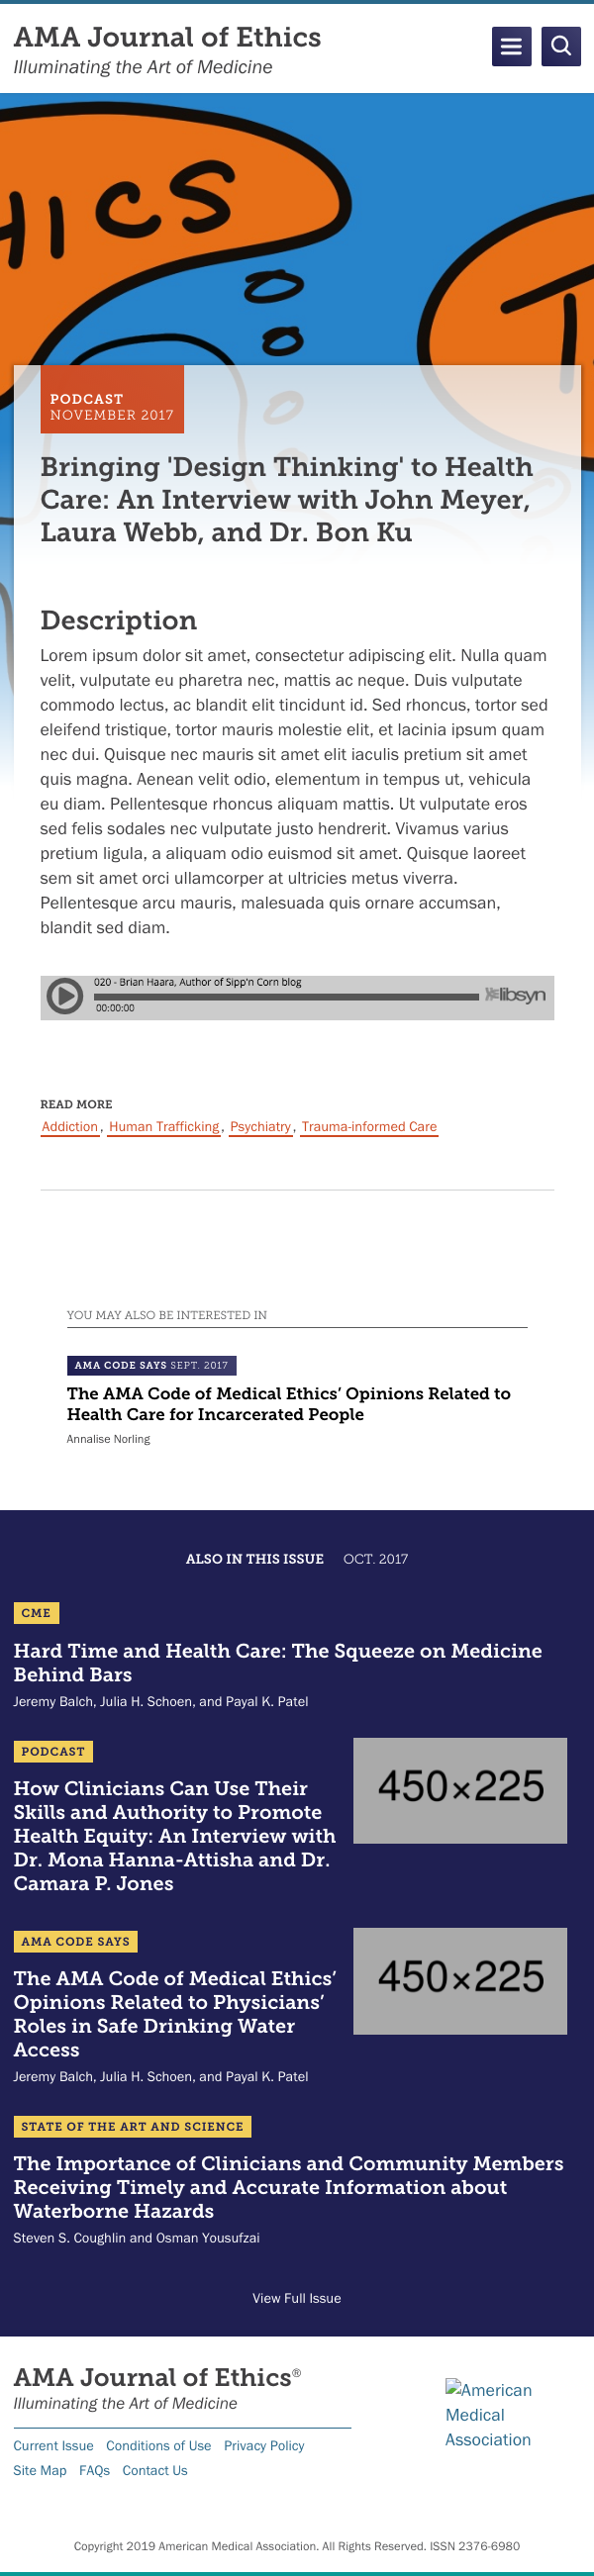 AMA Journal of Ethics
Illuminating the Art of Medicine
HICS
T
PODCAST
NOVEMBER 2017
Bringing 'Design Thinking' to Health
Care: An Interview with John Meyer,
Laura Webb, and Dr. Bon Ku
Description
Lorem ipsum dolor sit amet, consectetur adipiscing elit. Nulla quam
velit, vulputate eu pharetra nec, mattis ac neque. Duis vulputate
commodo lectus, ac blandit elit tincidunt id. Sed rhoncus, tortor sed
eleifend tristique, tortor mauris molestie elit, et lacinia ipsum quam
nec dui. Quisque nec mauris sit amet elit iaculis pretium sit amet
quis magna. Aenean velit odio, elementum in tempus ut, vehicula
eu diam. Pellentesque rhoncus aliquam mattis. Ut vulputate eros
sed felis sodales nec vulputate justo hendrerit. Vivamus varius
pretium ligula, a aliquam odio euismod sit amet. Quisque laoreet
sem sit amet orci ullamcorper at ultricies metus viverra.
Pellentesque arcu mauris, malesuada quis ornare accumsan,
blandit sed diam.
020 - Brian Haara, Author of Sipp'n Corn blog
libsyn
00:00:00
READ MORE
Addiction, Human Trafficking, Psychiatry, Trauma-informed Care
YOU MAY ALSO BE INTERESTED IN
AMA CODE SAYS SEPT. 2017
The AMA Code of Medical Ethics’ Opinions Related to
Health Care for Incarcerated People
Annalise Norling
ALSO IN THIS ISSUE OCT. 2017
CME
Hard Time and Health Care: The Squeeze on Medicine
Behind Bars
Jeremy Balch, Julia H. Schoen, and Payal K. Patel
PODCAST
How Clinicians Can Use Their
Skills and Authority to Promote
Health Equity: An Interview with
Dr. Mona Hanna-Attisha and Dr.
Camara P. Jones
450×225
AMA CODE SAYS
The AMA Code of Medical Ethics’
Opinions Related to Physicians’
Roles in Safe Drinking Water
Access
Jeremy Balch, Julia H. Schoen, and Payal K. Patel
450×225
STATE OF THE ART AND SCIENCE
The Importance of Clinicians and Community Members
Receiving Timely and Accurate Information about
Waterborne Hazards
Steven S. Coughlin and Osman Yousufzai
View Full Issue
AMA Journal of Ethics®
Illuminating the Art of Medicine
American
Medical
Association
Current Issue Conditions of Use Privacy Policy
Site Map FAQs Contact Us
Copyright 2019 American Medical Association. All Rights Reserved. ISSN 2376-6980